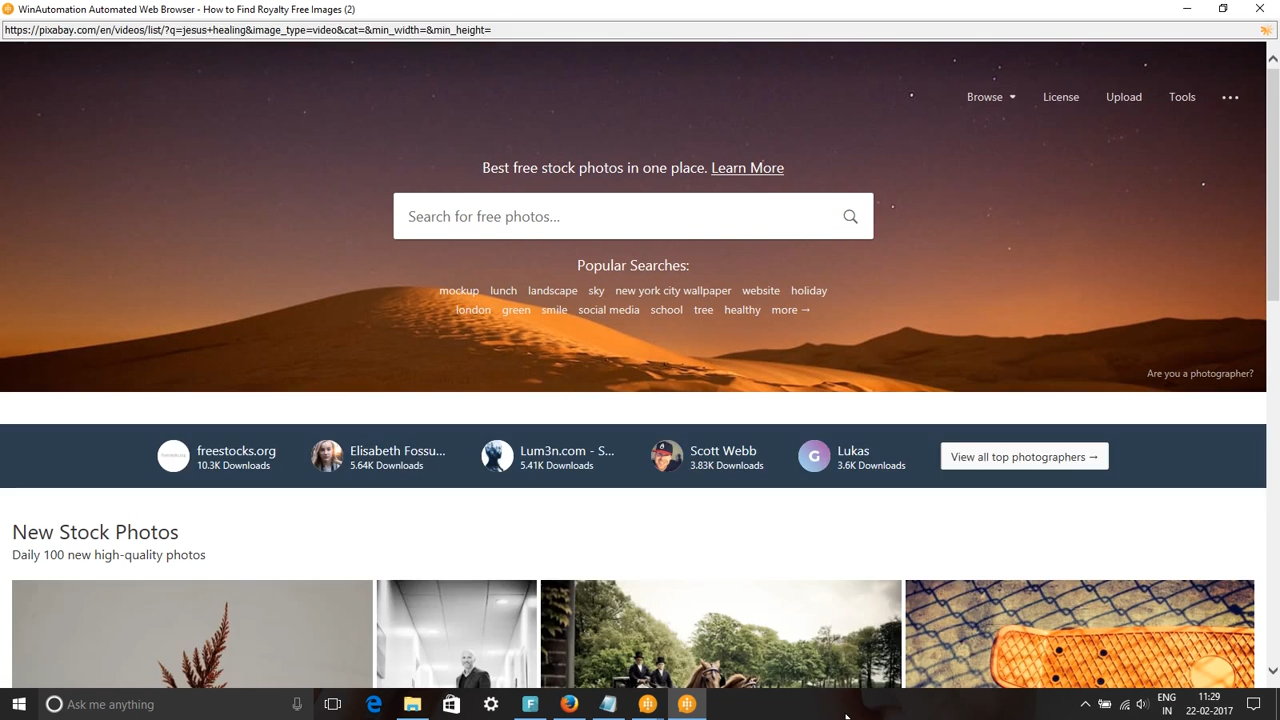 WinAutomation Automated Web Browser - How to Find Royalty Free Images (2)
https://pixabay.com/en/videos/list/?q=jesus+healing&image_type=video&cat=&min_width=&min_height=
Browse License Upload Tools
Best free stock photos in one place. Learn More
Search for free photos...
Popular Searches:
mockup lunch landscape sky new york city wallpaper website holiday
london green smile social media school tree healthy more →
Are you a photographer?
freestocks.org Elisabeth Fossu... Lum3n.com - S... Scott Webb Lukas
10.3K Downloads 5.64K Downloads 5.41K Downloads 3.83K Downloads 3.6K Downloads
View all top photographers →
New Stock Photos
Daily 100 new high-quality photos
Ask me anything
ENG 11:29
IN 22-02-2017